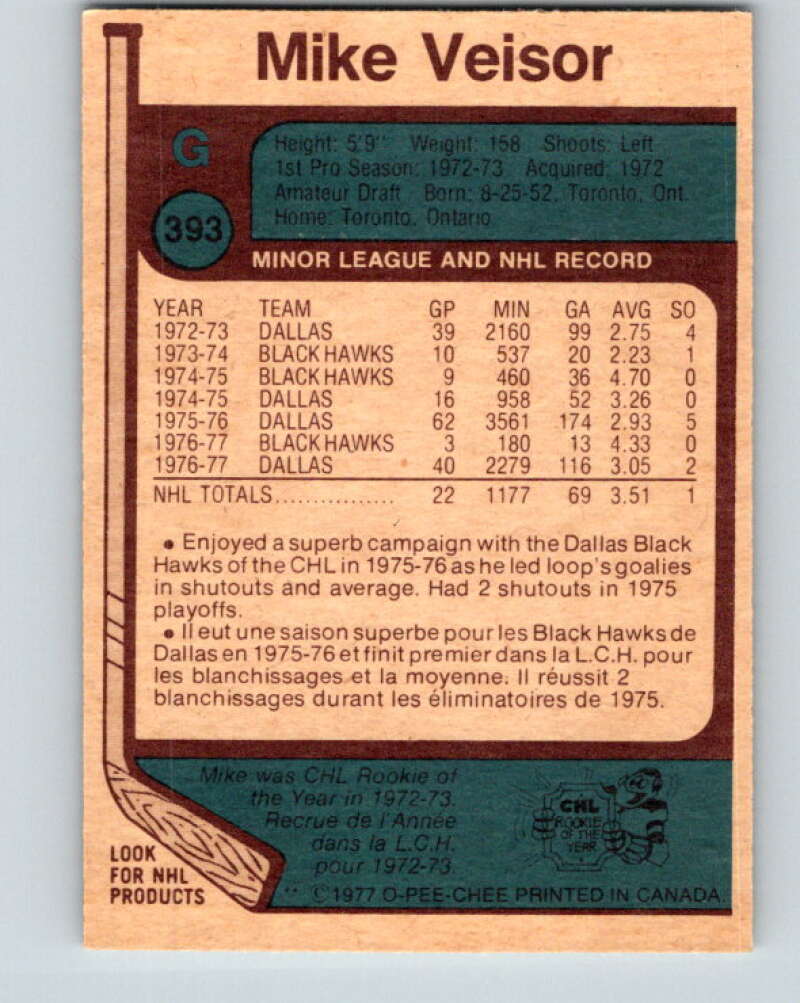 Mike Veisor
G
Height: 5'9" Weight: 158 Shoots: Left
1st Pro Season: 1972-73 Acquired: 1972
Amateur Draft Born: 8-25-52, Toronto, Ont.
Home: Toronto, Ontario
393
MINOR LEAGUE AND NHL RECORD
YEAR TEAM GP MIN GA AVG SO
1972-73 DALLAS 39 2160 99 2.75 4
1973-74 BLACK HAWKS 10 537 20 2.23 1
1974-75 BLACK HAWKS 9 460 36 4.70 0
1974-75 DALLAS 16 958 52 3.26 0
1975-76 DALLAS 62 3561 174 2.93 5
1976-77 BLACK HAWKS 3 180 13 4.33 0
1976-77 DALLAS 40 2279 116 3.05 2
NHL TOTALS................ 22 1177 69 3.51 1
• Enjoyed a superb campaign with the Dallas Black
Hawks of the CHL in 1975-76 as he led loop's goalies
in shutouts and average. Had 2 shutouts in 1975
playoffs.
• Il eut une saison superbe pour les Black Hawks de
Dallas en 1975-76 et finit premier dans la L.C.H. pour
les blanchissages et la moyenne. Il réussit 2
blanchissages durant les éliminatoires de 1975.
Mike was CHL Rookie of
the Year in 1972-73.
Recrue de l'Année
dans la L.C.H.
pour 1972-73.
CHL
ROOKIE
OF THE
YEAR
LOOK
FOR NHL
PRODUCTS
** ©1977 O-PEE-CHEE PRINTED IN CANADA.